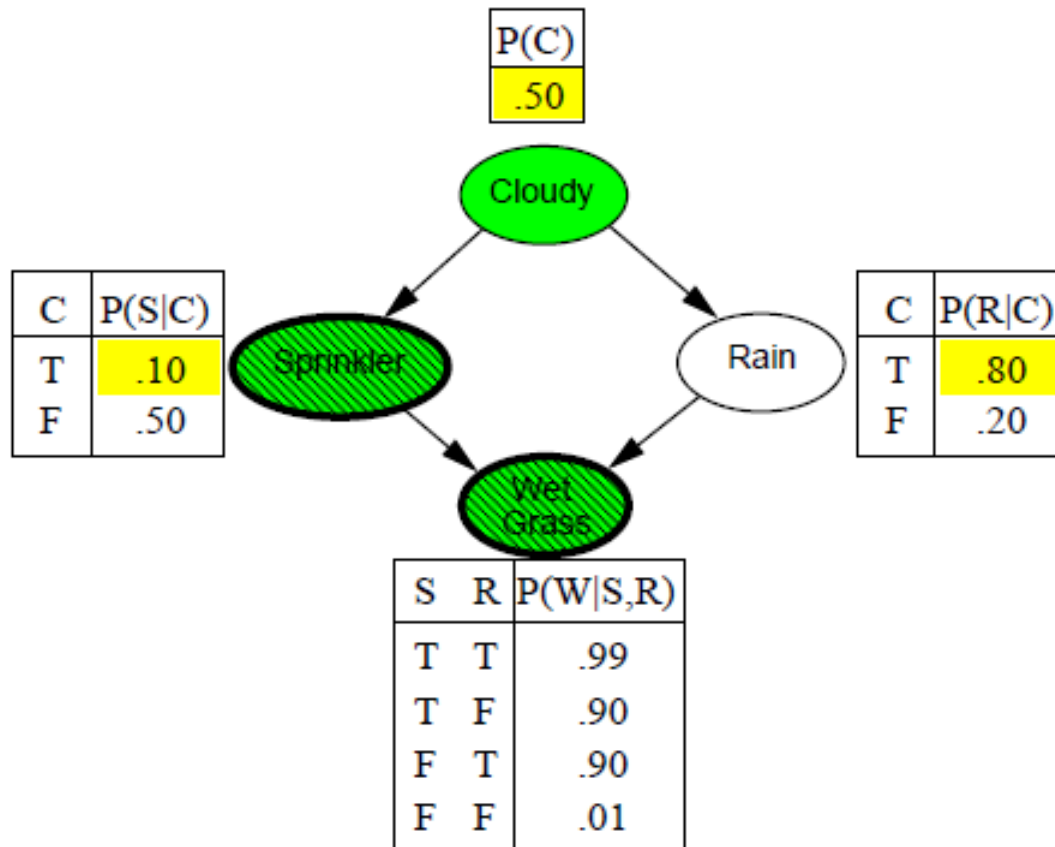 P(C)
.50
Cloudy
C P(S|C)
T .10
F .50
Sprinkler
Rain
C P(R|C)
T .80
F .20
Wet
Grass
S R P(W|S,R)
T T .99
T F .90
F T .90
F F .01